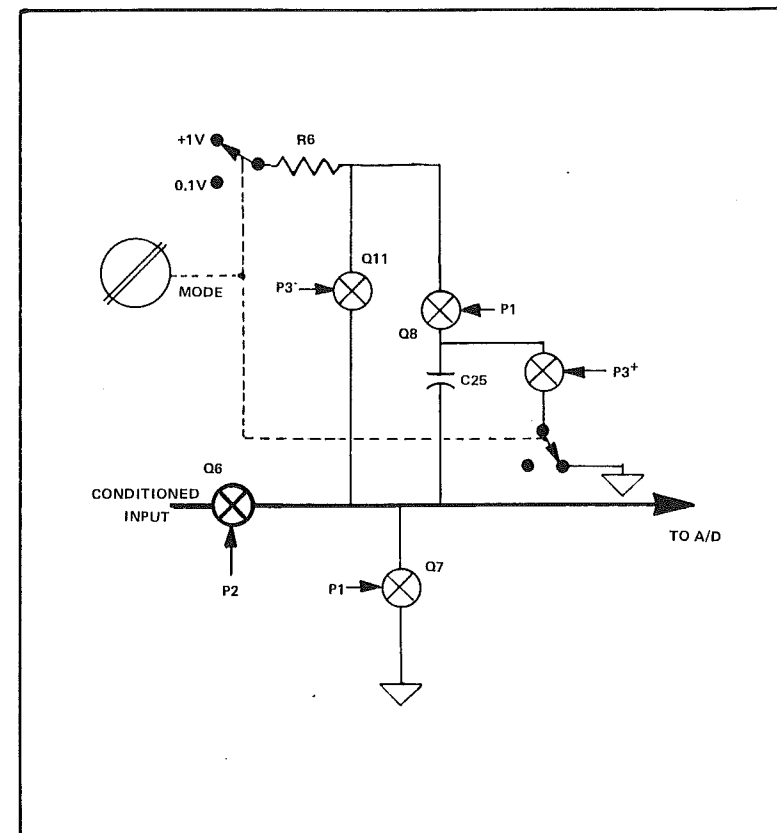 +1V
R6
0.1V
MODE
Q11
P3-
P1
Q8
C25
P3+
Q6
CONDITIONED
INPUT
TO A/D
P2
P1
Q7